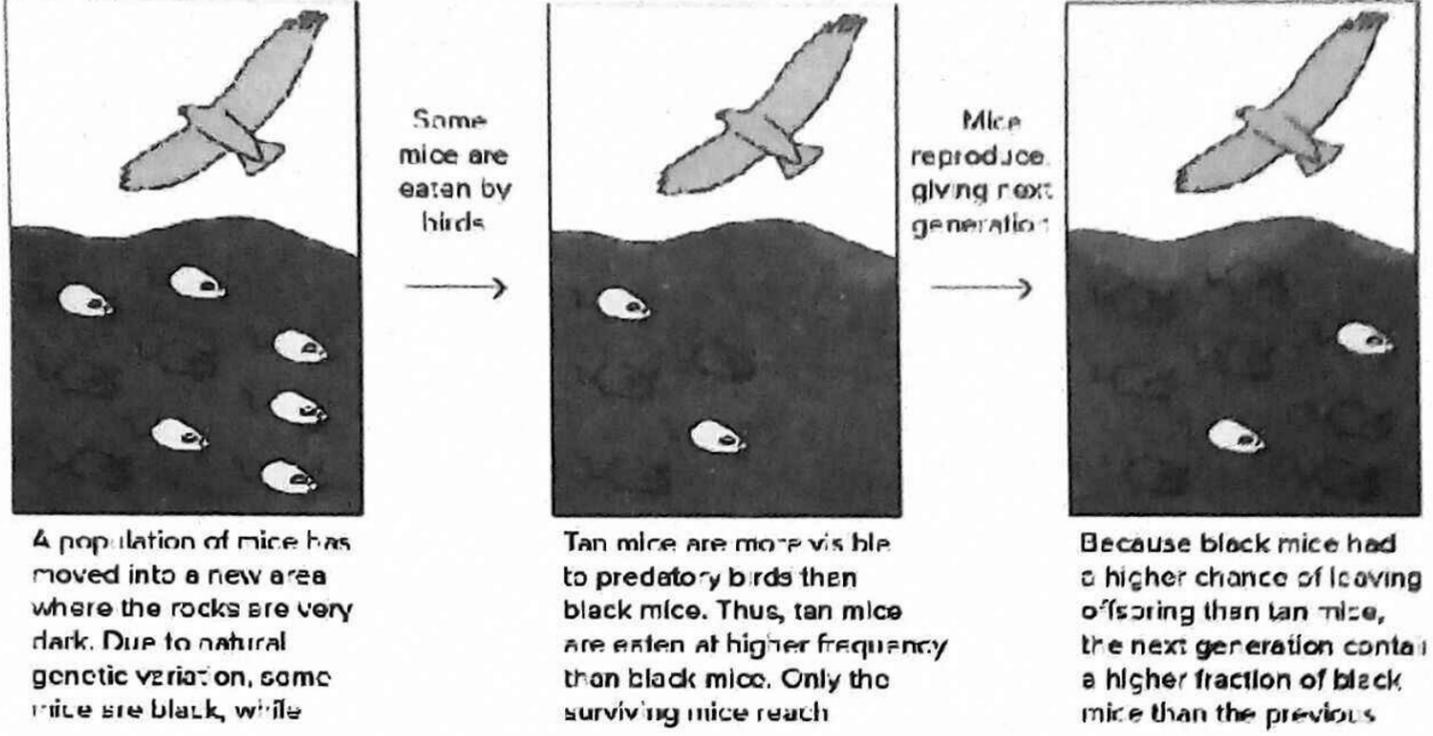 Some
mice are
eaten by
birds
Mice
reproduce,
giving next
generation
A population of mice has
moved into a new area
where the rocks are very
dark. Due to natural
genetic variation, some
mice are black, while
Tan mice are more visible
to predatory birds then
black mice. Thus, tan mice
are eaten at higher frequency
than black mice. Only the
surviving mice reach
Because black mice had
a higher chance of leaving
offspring than tan mice,
the next generation contai
a higher fraction of black
mice than the previous